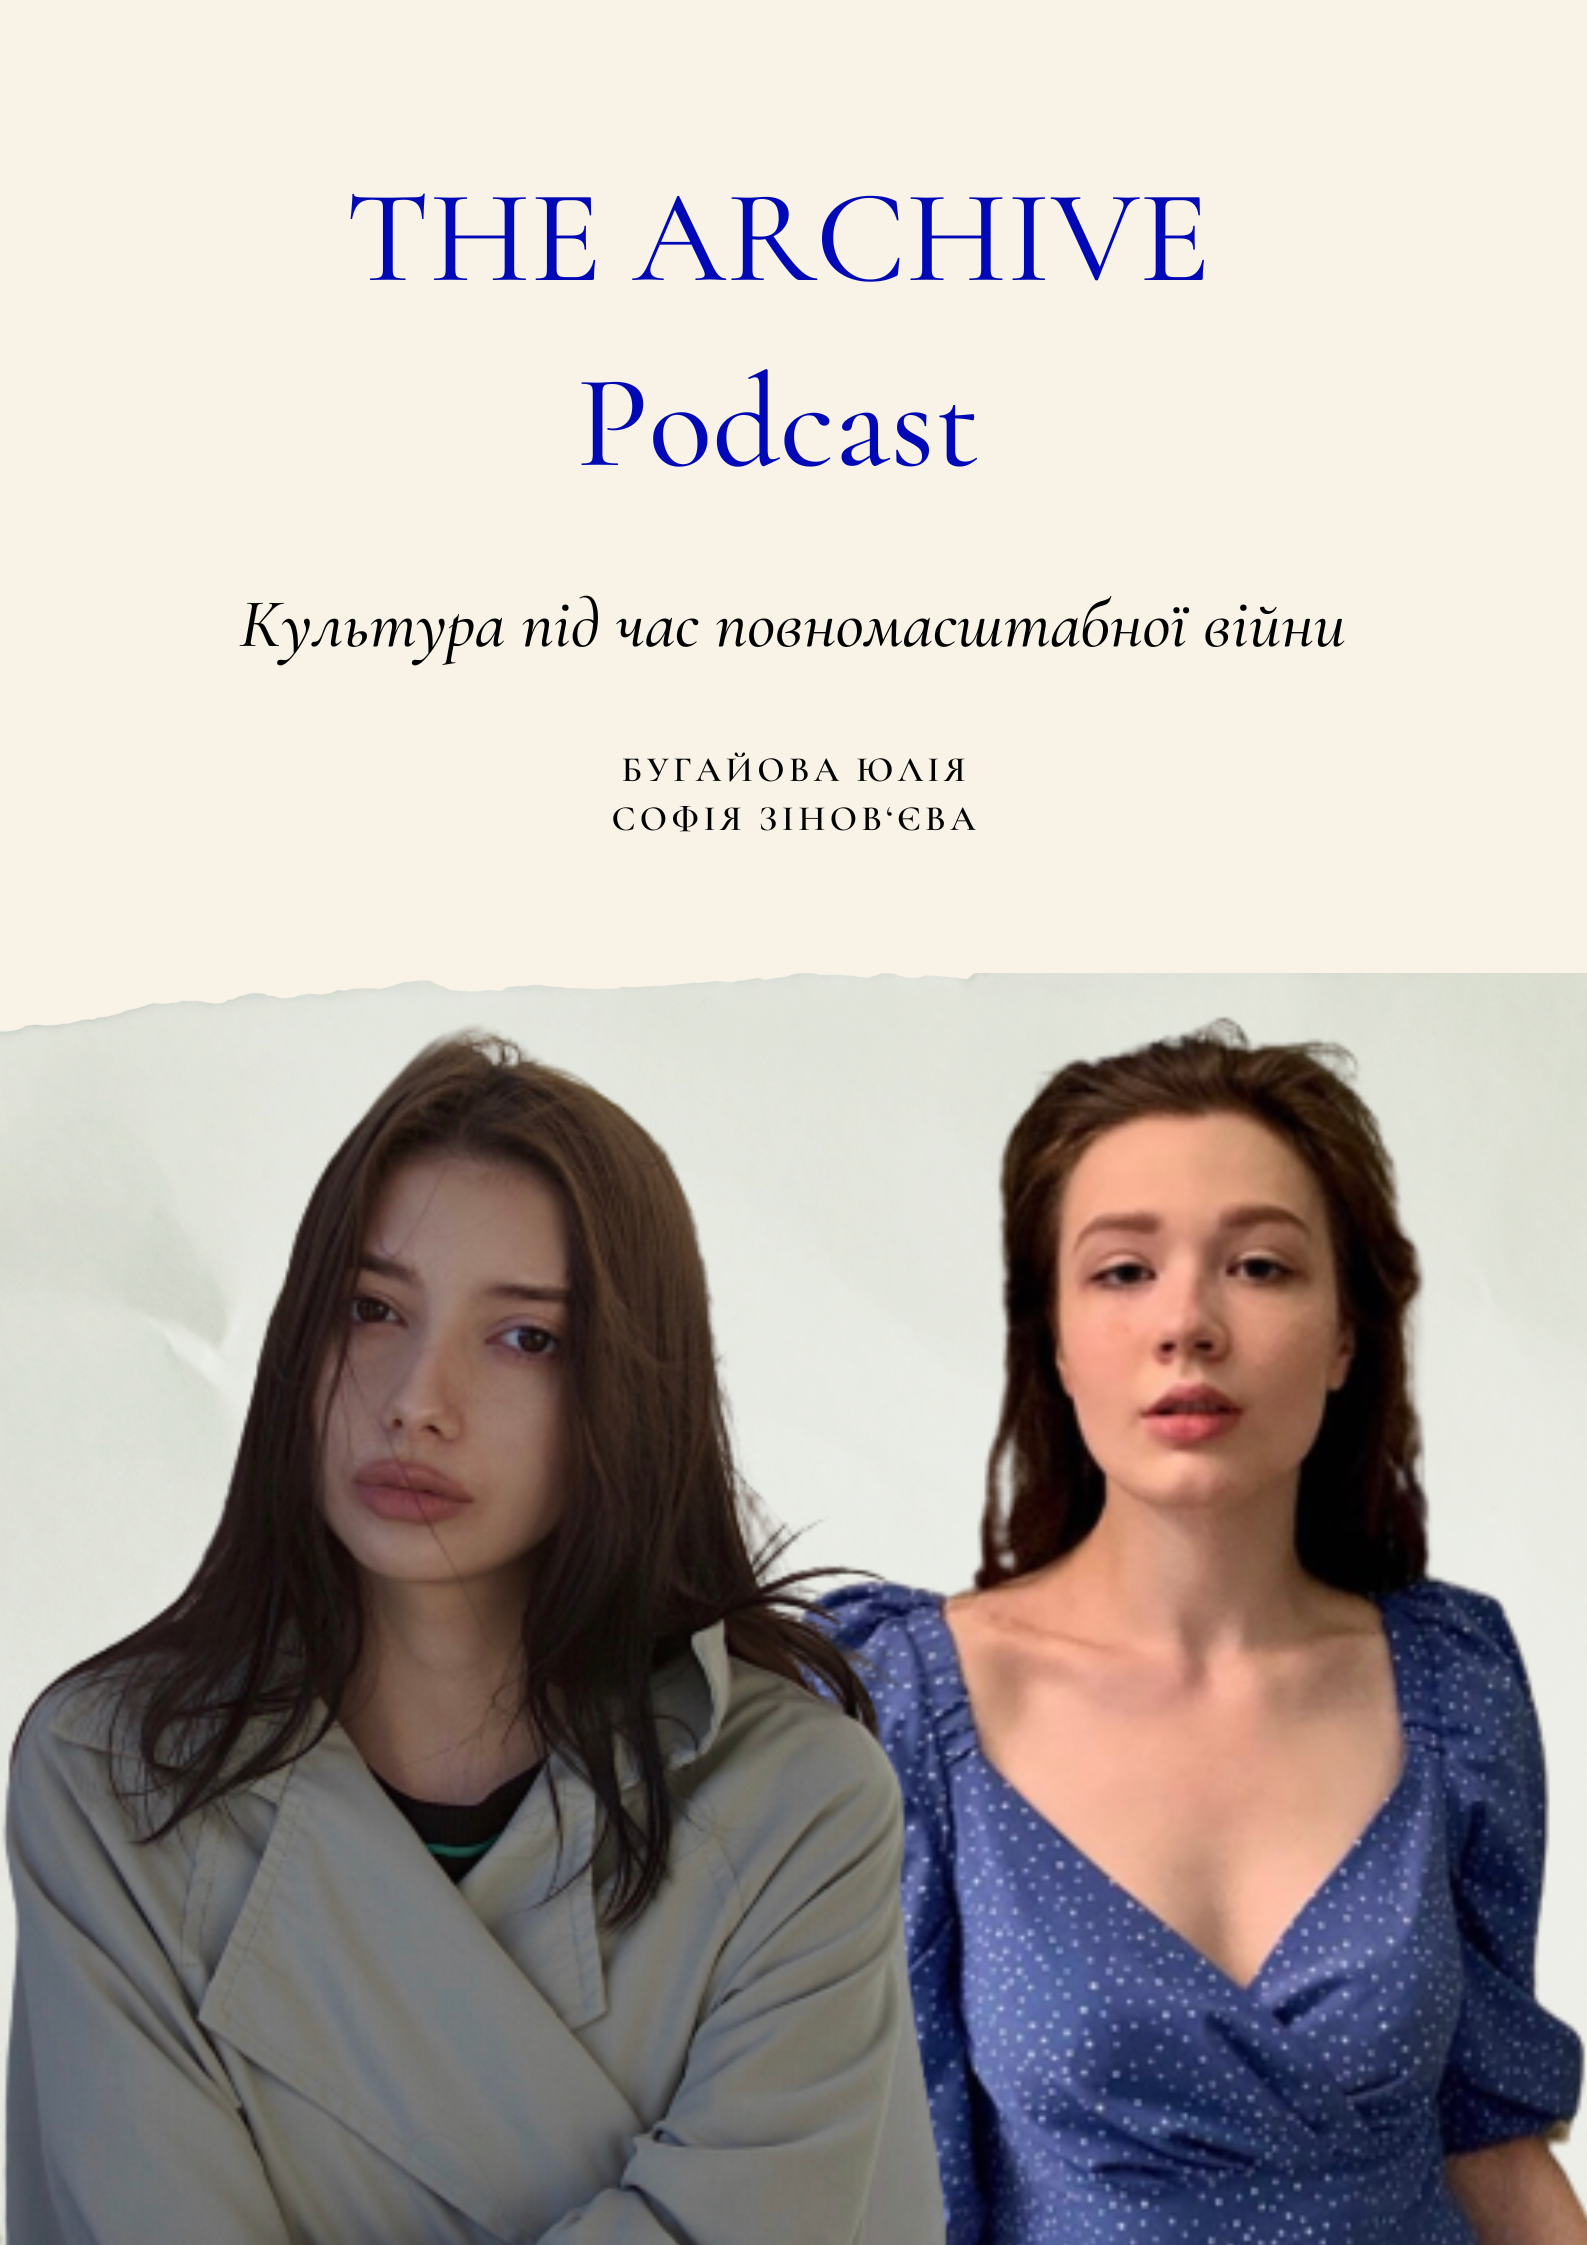 THE ARCHIVE
Podcast
Культура під час повномасштабної війни
БУГАЙОВА ЮЛІЯ
СОФІЯ ЗІНОВ‘ЄВА